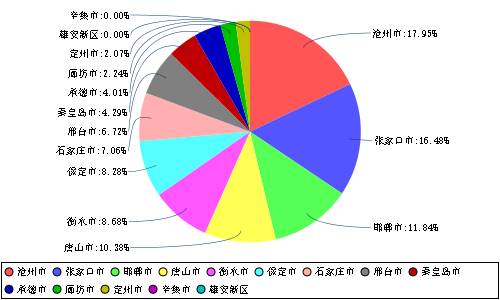 辛集市:0.00%
雄安新区:0.00%
定州市:2.07%
廊坊市:2.24%
承德市:4.01%
秦皇岛市:4.29%
邢台市:6.72%
石家庄市:7.06%
保定市:8.28%
衡水市:8.68%
唐山市:10.38%
沧州市:17.95%
张家口市:16.48%
邯郸市:11.84%
沧州市 张家口市 邯郸市 唐山市 衡水市 保定市 石家庄市 邢台市 秦皇岛市
承德市 廊坊市 定州市 辛集市 雄安新区